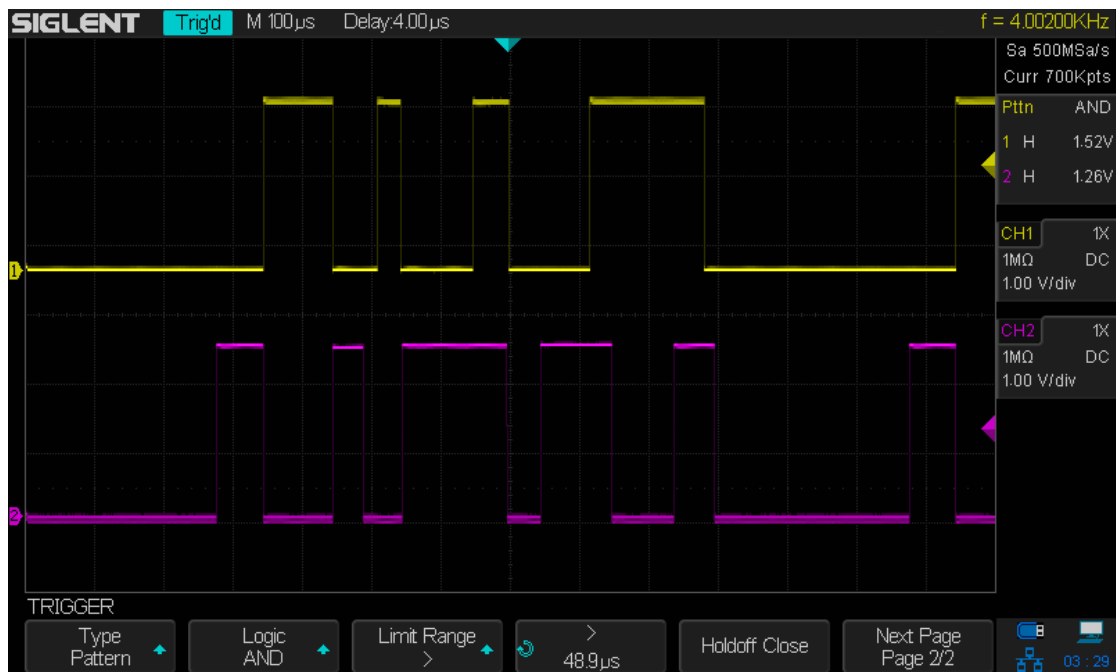 SIGLENT Trig'd M 100µs Delay:4.00µs f = 4.00200KHz
Sa 500MSa/s
Curr 700Kpts
Pttn AND
1 H 1.52V
2 H 1.26V
CH1 1X
1MΩ DC
1.00 V/div
CH2 1X
1MΩ DC
1.00 V/div
1
2
TRIGGER
Type
Pattern
Logic
AND
Limit Range
>
>
48.9µs
Holdoff Close
Next Page
Page 2/2
03 : 29